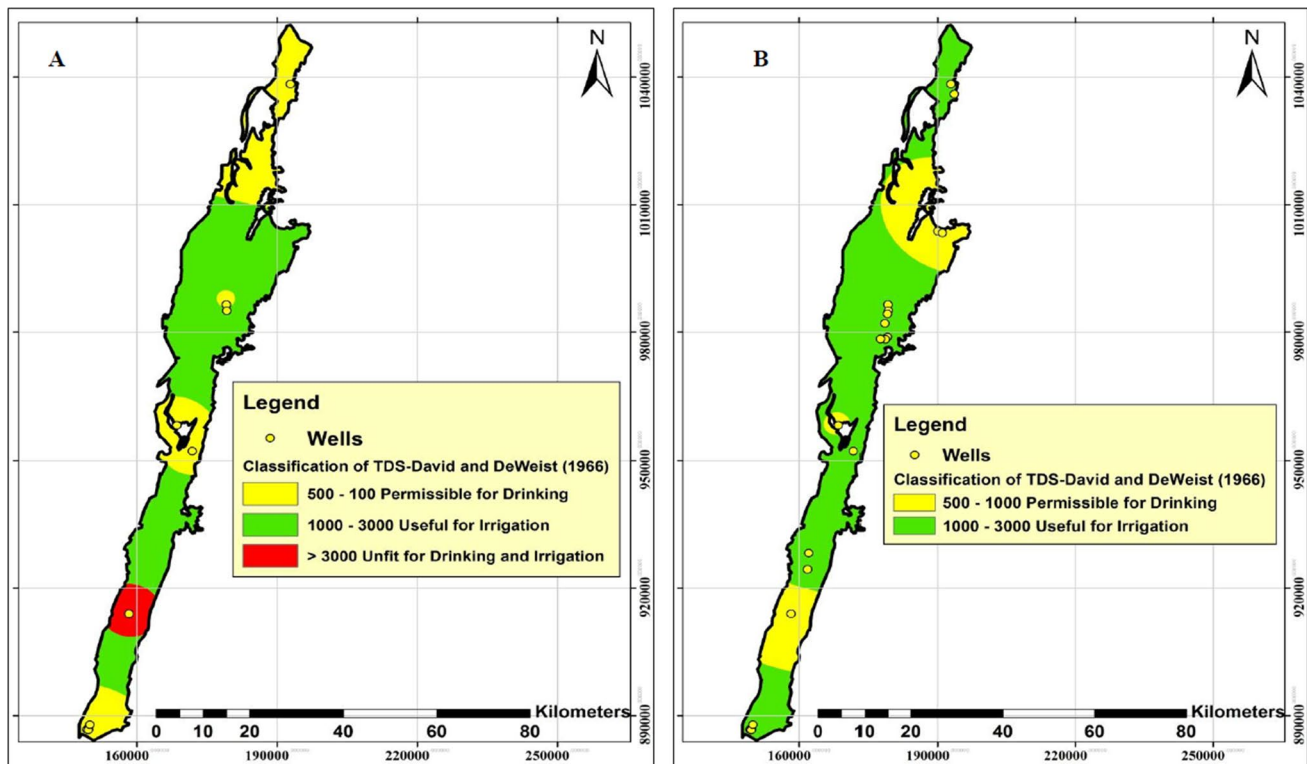 A
N
1040000
1010000
980000
950000
920000
890000
Legend
Wells
Classification of TDS-David and DeWeist (1966)
500 - 100 Permissible for Drinking
1000 - 3000 Useful for Irrigation
> 3000 Unfit for Drinking and Irrigation
Kilometers
0 10 20 40 60 80
160000 190000 220000 250000
B
N
1040000
1010000
980000
950000
920000
890000
Legend
Wells
Classification of TDS-David and DeWeist (1966)
500 - 1000 Permissible for Drinking
1000 - 3000 Useful for Irrigation
Kilometers
0 10 20 40 60 80
160000 190000 220000 250000